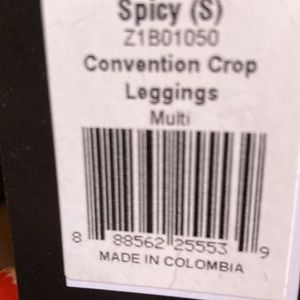 Spicy (S)
Z1B01050
Convention Crop
Leggings
Multi
8 88562 25553 9
MADE IN COLOMBIA